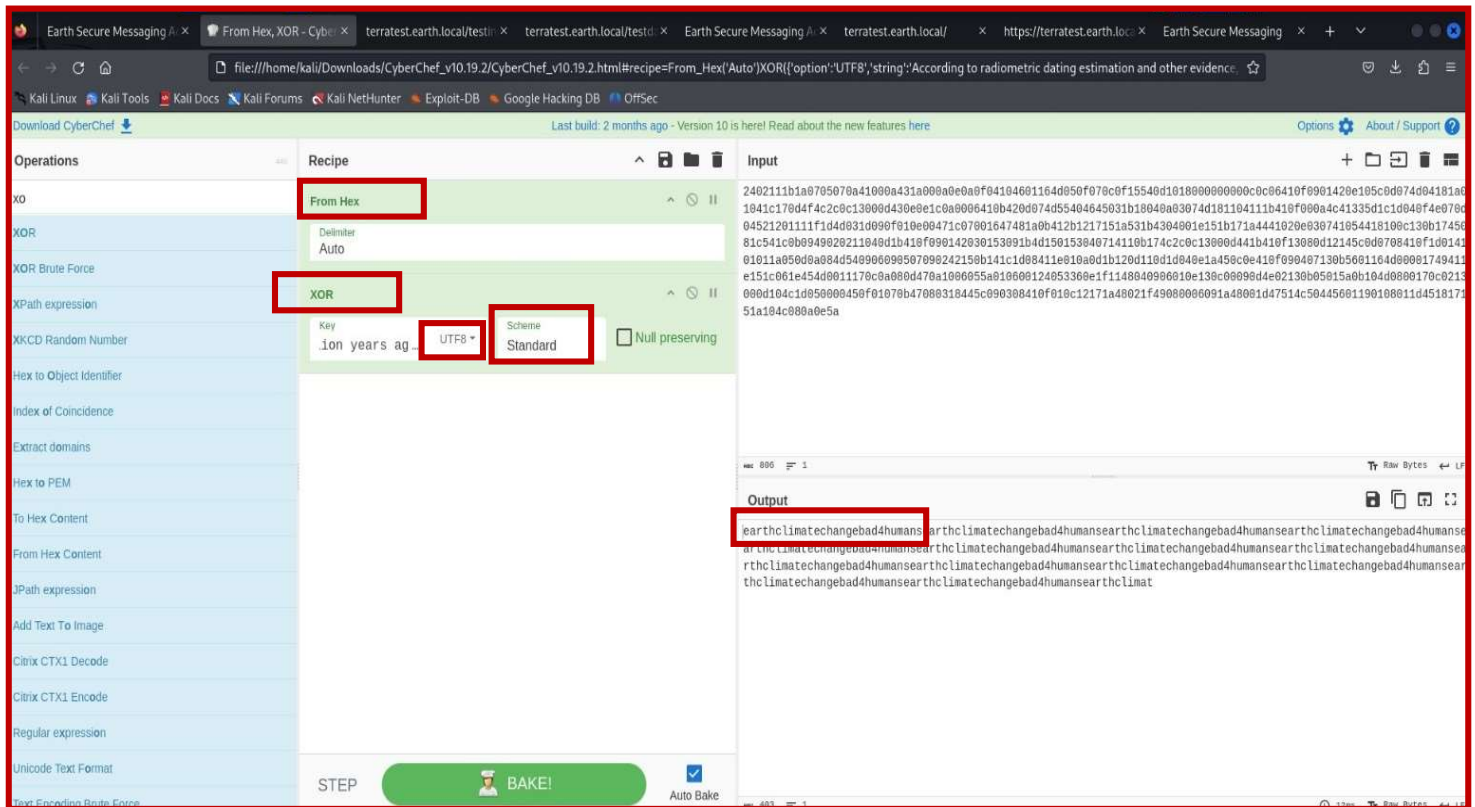 Earth Secure Messaging A
From Hex, XOR - Cyber
terratest.earth.local/testin
terratest.earth.local/testd
Earth Secure Messaging A
terratest.earth.local/
https://terratest.earth.loca
Earth Secure Messaging
file:///home/kali/Downloads/CyberChef_v10.19.2/CyberChef_v10.19.2.html#recipe=From_Hex('Auto')XOR({'option':'UTF8','string':'According to radiometric dating estimation and other evidence,
Kali Linux Kali Tools Kali Docs Kali Forums Kali NetHunter Exploit-DB Google Hacking DB OffSec
Download CyberChef
Last build: 2 months ago - Version 10 is here! Read about the new features here
Options About / Support
Operations
xo
XOR
XOR Brute Force
XPath expression
XKCD Random Number
Hex to Object Identifier
Index of Coincidence
Extract domains
Hex to PEM
To Hex Content
From Hex Content
JPath expression
Add Text To Image
Citrix CTX1 Decode
Citrix CTX1 Encode
Regular expression
Unicode Text Format
Text Encoding Brute Force
Recipe
From Hex
Delimiter
Auto
XOR
Key
ion years ag…
UTF8
Scheme
Standard
Null preserving
STEP
BAKE!
Auto Bake
Input
51a104c080a0e5a
806 1
Raw Bytes LF
Output
earthclimatechangebad4humansearthclimatechangebad4humansearthclimatechangebad4humansearthclimatechangebad4humanse
arthclimatechangebad4humansearthclimatechangebad4humansearthclimatechangebad4humansearthclimatechangebad4humansea
rthclimatechangebad4humansearthclimatechangebad4humansearthclimatechangebad4humansearthclimatechangebad4humansear
thclimatechangebad4humansearthclimat
403 1
12ms
Raw Bytes LF